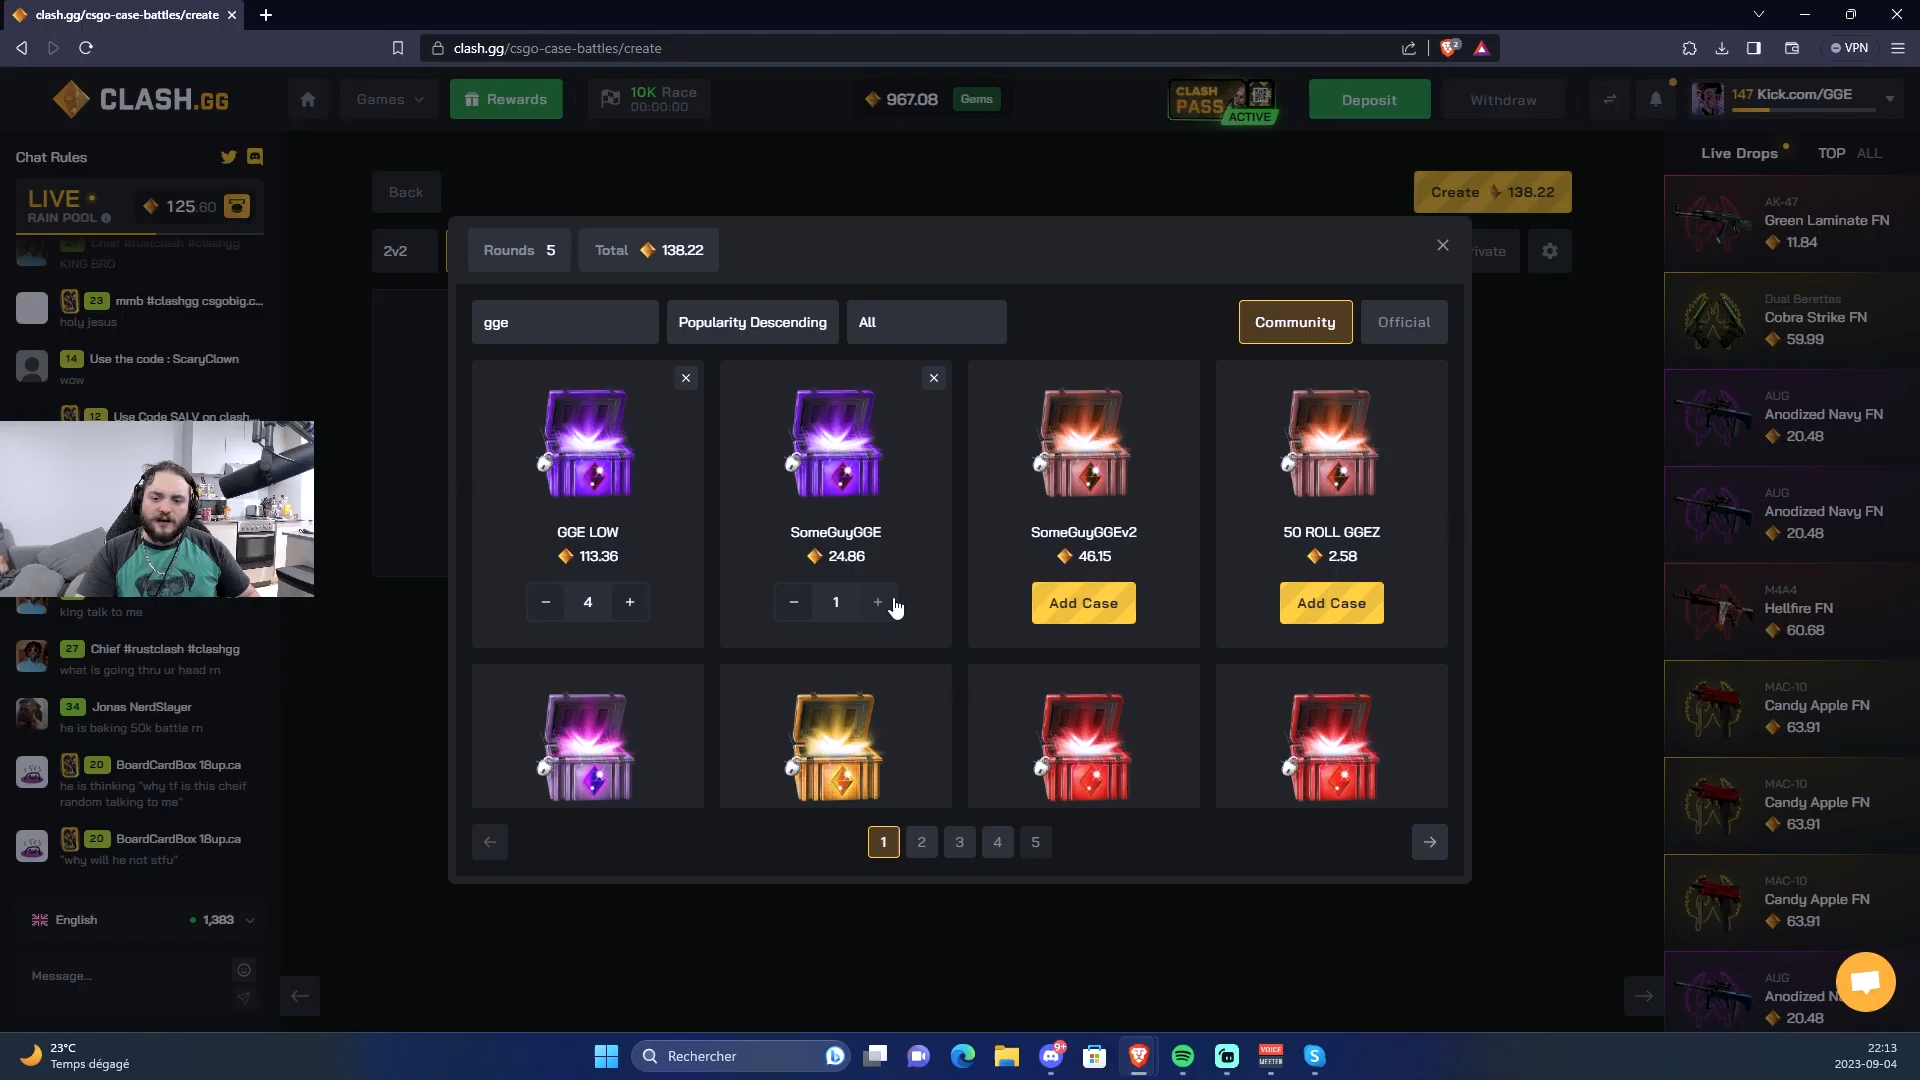 clash.gg/csgo-case-battles/create
clash.gg/csgo-case-battles/create
2
VPN
CLASH.GG
Games
Rewards
10K Race
00:00:00
967.08
Gems
CLASH
PASS
ACTIVE
Deposit
Withdraw
147 Kick.com/GGE
Chat Rules
LIVE
RAIN POOL
125.60
27 Chief #rustclash #clashgg
KING BRO
23 mmb #clashgg csgobig.c...
holy jesus
14 Use the code : ScaryClown
wow
12 Use Code SALV on clash...
king talk to me
27 Chief #rustclash #clashgg
what is going thru ur head rn
34 Jonas NerdSlayer
he is baking 50k battle rn
20 BoardCardBox 18up.ca
he is thinking "why tf is this cheif
random talking to me"
20 BoardCardBox 18up.ca
"why will he not stfu"
English
1,383
Message...
Back
Create 138.22
2v2
rivate
Rounds 5
Total 138.22
gge
Popularity Descending
All
Community
Official
GGE LOW
113.36
4
SomeGuyGGE
24.86
1
SomeGuyGGEv2
46.15
Add Case
50 ROLL GGEZ
2.58
Add Case
1 2 3 4 5
Live Drops
TOP
ALL
AK-47
Green Laminate FN
11.84
Dual Berettas
Cobra Strike FN
59.99
AUG
Anodized Navy FN
20.48
AUG
Anodized Navy FN
20.48
M4A4
Hellfire FN
60.68
MAC-10
Candy Apple FN
63.91
MAC-10
Candy Apple FN
63.91
MAC-10
Candy Apple FN
63.91
AUG
Anodized N
20.48
23°C
Temps dégagé
Rechercher
9+
VOICE
MEETER
22:13
2023-09-04